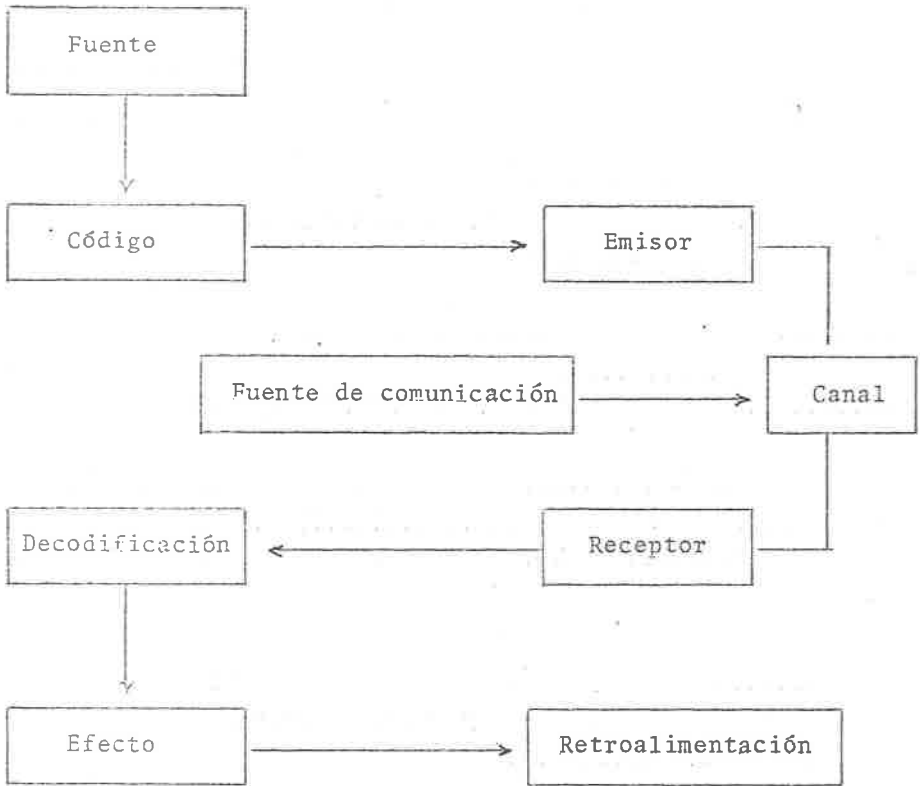 Fuente
Código
Emisor
Fuente de comunicación
Canal
Decodificación
Receptor
Efecto
Retroalimentación